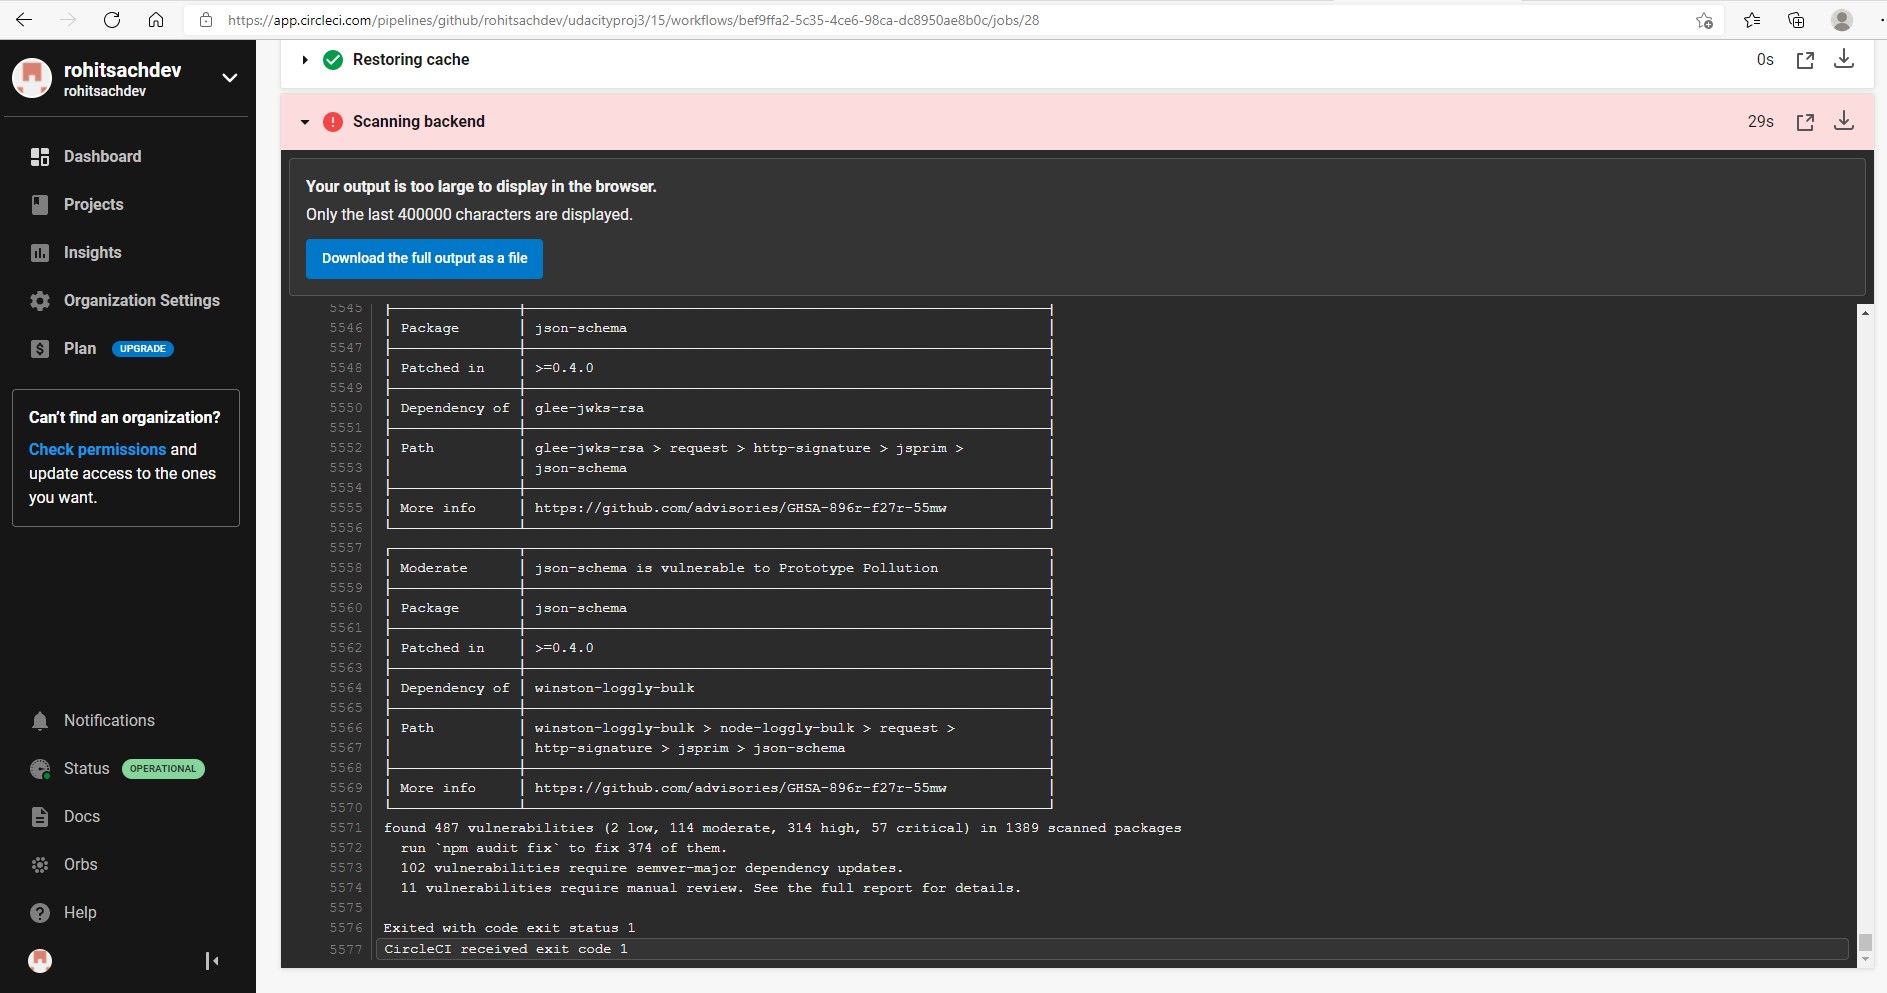 https://app.circleci.com/pipelines/github/rohitsachdev/udacityproj3/15/workflows/bef9ffa2-5c35-4ce6-98ca-dc8950ae8b0c/jobs/28
rohitsachdev
rohitsachdev
Dashboard
Projects
Insights
Organization Settings
Plan UPGRADE
Can't find an organization?
Check permissions and
update access to the ones
you want.
Notifications
Status OPERATIONAL
Docs
Orbs
Help
Restoring cache 0s
Scanning backend 29s
Your output is too large to display in the browser.
Only the last 400000 characters are displayed.
Download the full output as a file
5545
5546 Package json-schema
5547
5548 Patched in >=0.4.0
5549
5550 Dependency of glee-jwks-rsa
5551
5552 Path glee-jwks-rsa > request > http-signature > jsprim >
5553 json-schema
5554
5555 More info https://github.com/advisories/GHSA-896r-f27r-55mw
5556
5557
5558 Moderate json-schema is vulnerable to Prototype Pollution
5559
5560 Package json-schema
5561
5562 Patched in >=0.4.0
5563
5564 Dependency of winston-loggly-bulk
5565
5566 Path winston-loggly-bulk > node-loggly-bulk > request >
5567 http-signature > jsprim > json-schema
5568
5569 More info https://github.com/advisories/GHSA-896r-f27r-55mw
5570
5571 found 487 vulnerabilities (2 low, 114 moderate, 314 high, 57 critical) in 1389 scanned packages
5572 run `npm audit fix` to fix 374 of them.
5573 102 vulnerabilities require semver-major dependency updates.
5574 11 vulnerabilities require manual review. See the full report for details.
5575
5576 Exited with code exit status 1
5577 CircleCI received exit code 1